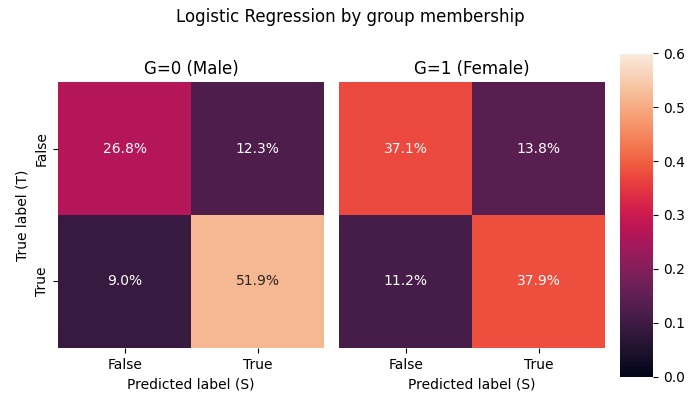 Logistic Regression by group membership
G=0 (Male)
G=1 (Female)
True label (T)
False
True
26.8%
12.3%
9.0%
51.9%
37.1%
13.8%
11.2%
37.9%
False
True
Predicted label (S)
False
True
Predicted label (S)
0.6
0.5
0.4
0.3
0.2
0.1
0.0